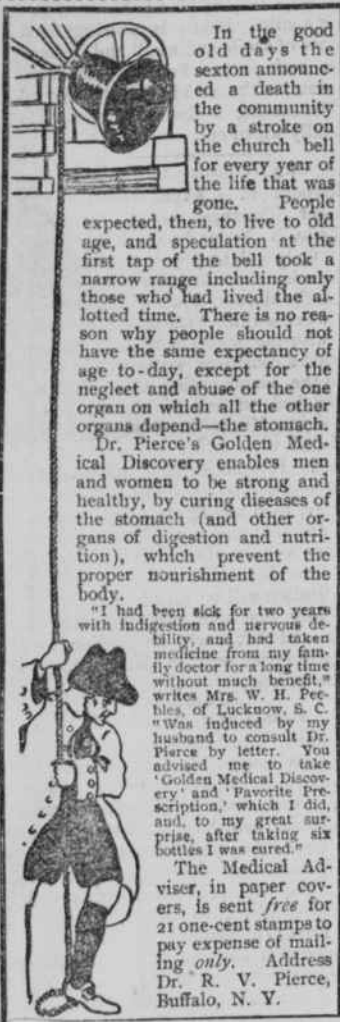 In the good
old days the
sexton announc-
ed a death in
the community
by a stroke on
the church bell
for every year of
the life that was
gone. People
expected, then, to live to old
age, and speculation at the
first tap of the bell took a
narrow range including only
those who had lived the al-
lotted time. There is no rea-
son why people should not
have the same expectancy of
age to-day, except for the
neglect and abuse of the one
organ on which all the other
organs depend—the stomach.
Dr. Pierce's Golden Med-
ical Discovery enables men
and women to be strong and
healthy, by curing diseases of
the stomach (and other or-
gans of digestion and nutri-
tion), which prevent the
proper nourishment of the
body.
"I had been sick for two years
with indigestion and nervous de-
bility, and had taken
medicine from my fam-
ily doctor for a long time
without much benefit,"
writes Mrs. W. H. Pee-
bles, of Lucknow, S. C.
"Was induced by my
husband to consult Dr.
Pierce by letter. You
advised me to take
'Golden Medical Discov-
ery' and 'Favorite Pre-
scription,' which I did,
and, to my great sur-
prise, after taking six
bottles I was cured."
The Medical Ad-
viser, in paper cov-
ers, is sent free for
21 one-cent stamps to
pay expense of mail-
ing only. Address
Dr. R. V. Pierce,
Buffalo, N. Y.